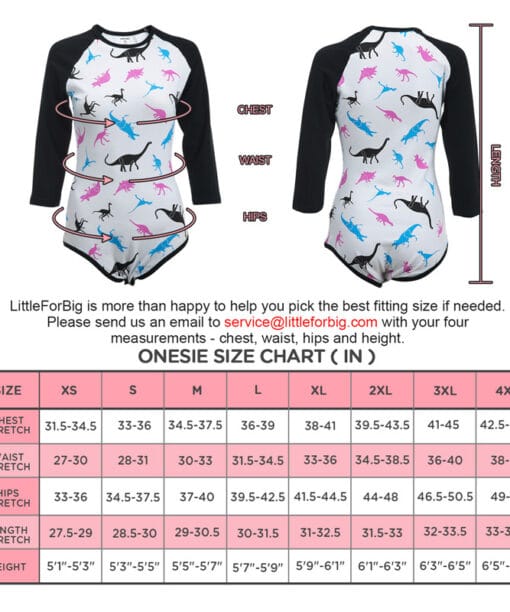 CHEST
WAIST
HIPS
LENGTH
LittleForBig is more than happy to help you pick the best fitting size if needed.
Please send us an email to service@littleforbig.com with your four
measurements - chest, waist, hips and height.
ONESIE SIZE CHART ( IN )
SIZE XS S M L XL 2XL 3XL 4X
HEST
TRETCH 31.5-34.5 33-36 34.5-37.5 36-39 38-41 39.5-43.5 41-45 42.5-
AIST
TRETCH 27-30 28-31 30-33 31.5-34.5 33-36 34.5-38.5 36-40 38-
HIPS
TRETCH 33-36 34.5-37.5 37-40 39.5-42.5 41.5-44.5 44-48 46.5-50.5 49-
NGTH
TRETCH 27.5-29 28.5-30 29-30.5 30-31.5 31-32.5 31.5-33 32-33.5 33-3
EIGHT 5'1"-5'3" 5'3"-5'5" 5'5"-5'7" 5'7"-5'9" 5'9"-6'1" 6'1"-6'3" 6'3"-6'5" 6'5"-